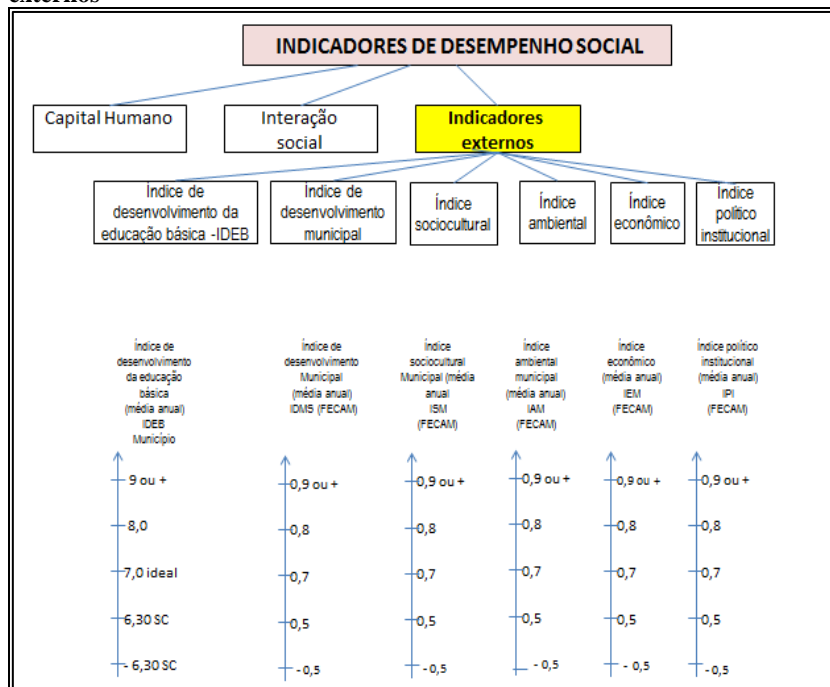 externos
INDICADORES DE DESEMPENHO SOCIAL
Capital Humano
Interação
social
Indicadores
externos
Índice de
desenvolvimento da
educação básica -IDEB
Índice de
desenvolvimento
municipal
Índice
sociocultural
Índice
ambiental
Índice
econômico
Índice
político
institucional
Índice de
desenvolvimento
da educação
básica
(média anual)
IDEB
Município
Índice de
desenvolvimento
Municipal
(média anual)
IDMS (FECAM)
Índice
sociocultural
Municipal (média
anual
ISM
(FECAM)
Índice
ambiental
municipal
(média anual)
IAM
(FECAM)
Índice
econômico
(média anual)
IEM
(FECAM)
Índice político
institucional
(média anual)
IPI
(FECAM)
9 ou +
8,0
7,0 ideal
6,30 SC
- 6,30 SC
0,9 ou +
0,8
0,7
0,5
- 0,5
0,9 ou +
0,8
0,7
0,5
- 0,5
0,9 ou +
0,8
0,7
0,5
- 0,5
0,9 ou +
0,8
0,7
0,5
- 0,5
0,9 ou +
0,8
0,7
0,5
- 0,5